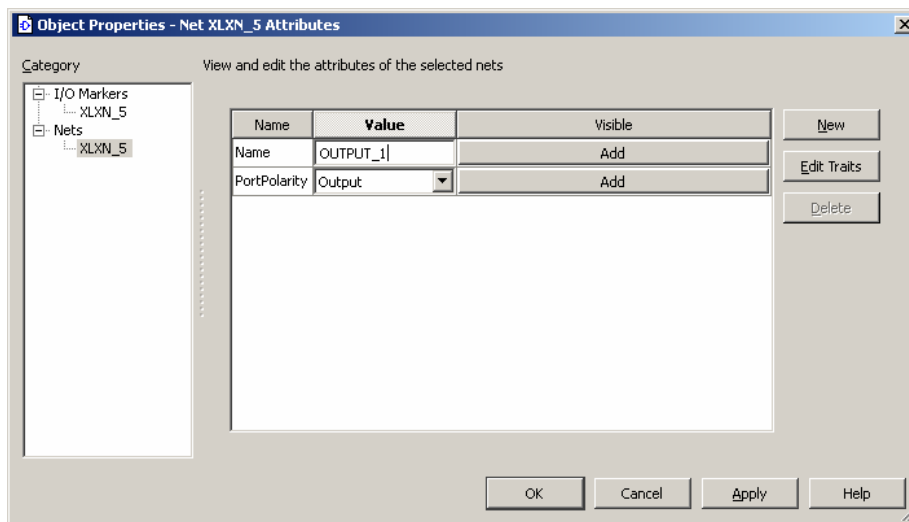 Object Properties - Net XLXN_5 Attributes
Category
View and edit the attributes of the selected nets
I/O Markers
XLXN_5
Nets
XLXN_5
Name Value Visible
Name OUTPUT_1 Add
PortPolarity Output Add
New
Edit Traits
Delete
OK Cancel Apply Help